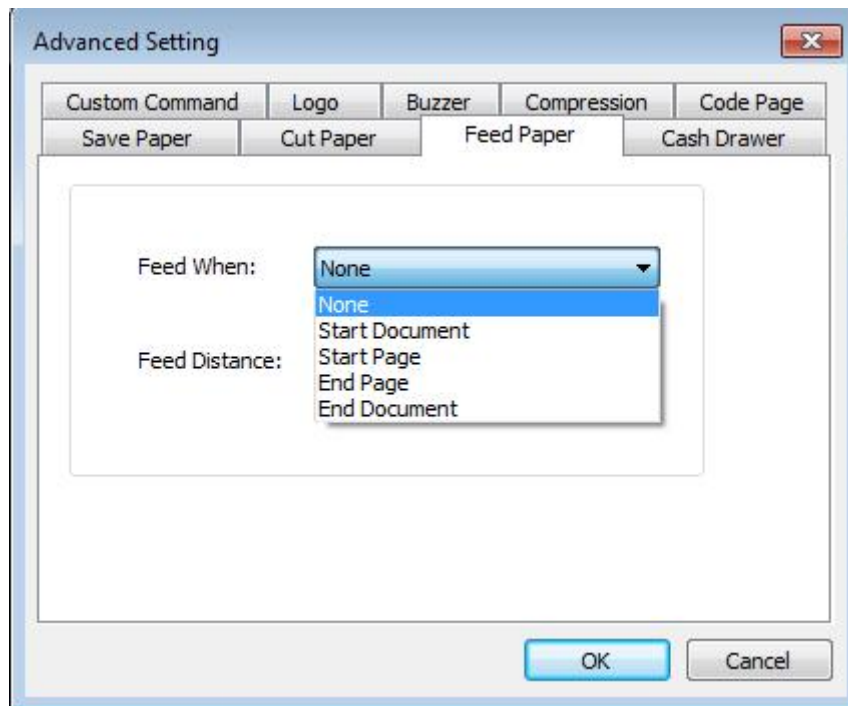 Advanced Setting
Custom Command Logo Buzzer Compression Code Page
Save Paper Cut Paper Feed Paper Cash Drawer
Feed When: None
None
Start Document
Feed Distance: Start Page
End Page
End Document
OK Cancel